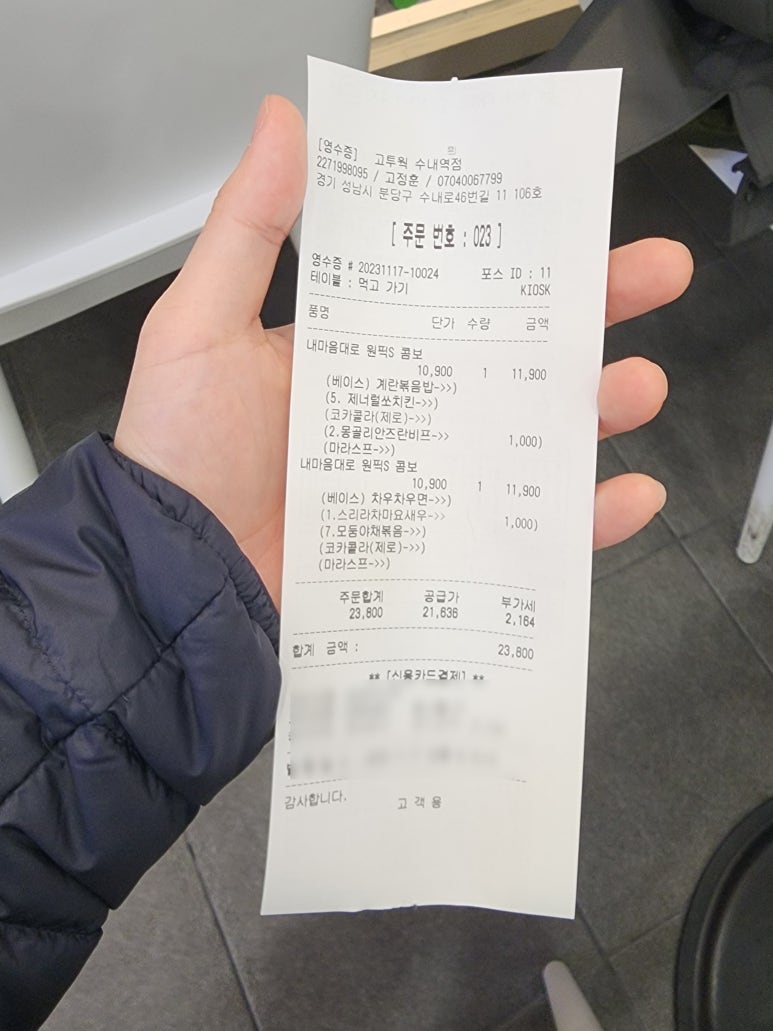 [영수증] 고투웍 수내역점
2271998095 / 고정훈 / 07040067799
경기 성남시 분당구 수내로46번길 11 106호
[ 주문 번호 : 023 ]
영수증 # 20231117-10024 포스 ID : 11
테이블 : 먹고 가기 KIOSK
품명 단가 수량 금액
내마음대로 원픽S 콤보
10,900 1 11,900
(베이스) 계란볶음밥->>)
(5. 제너럴쏘치킨->>)
(코카콜라(제로)->>)
(2.몽골리안즈란비프->> 1,000)
(마라스프->>)
내마음대로 원픽S 콤보
10,900 1 11,900
(베이스) 차우차우면->>)
(1.스리라차마요새우->> 1,000)
(7.모둠야채볶음->>)
(코카콜라(제로)->>)
(마라스프->>)
주문합계 공급가 부가세
23,800 21,636 2,164
합계 금액 : 23,800
** [신용카드결제] **
감사합니다. 고 객 용